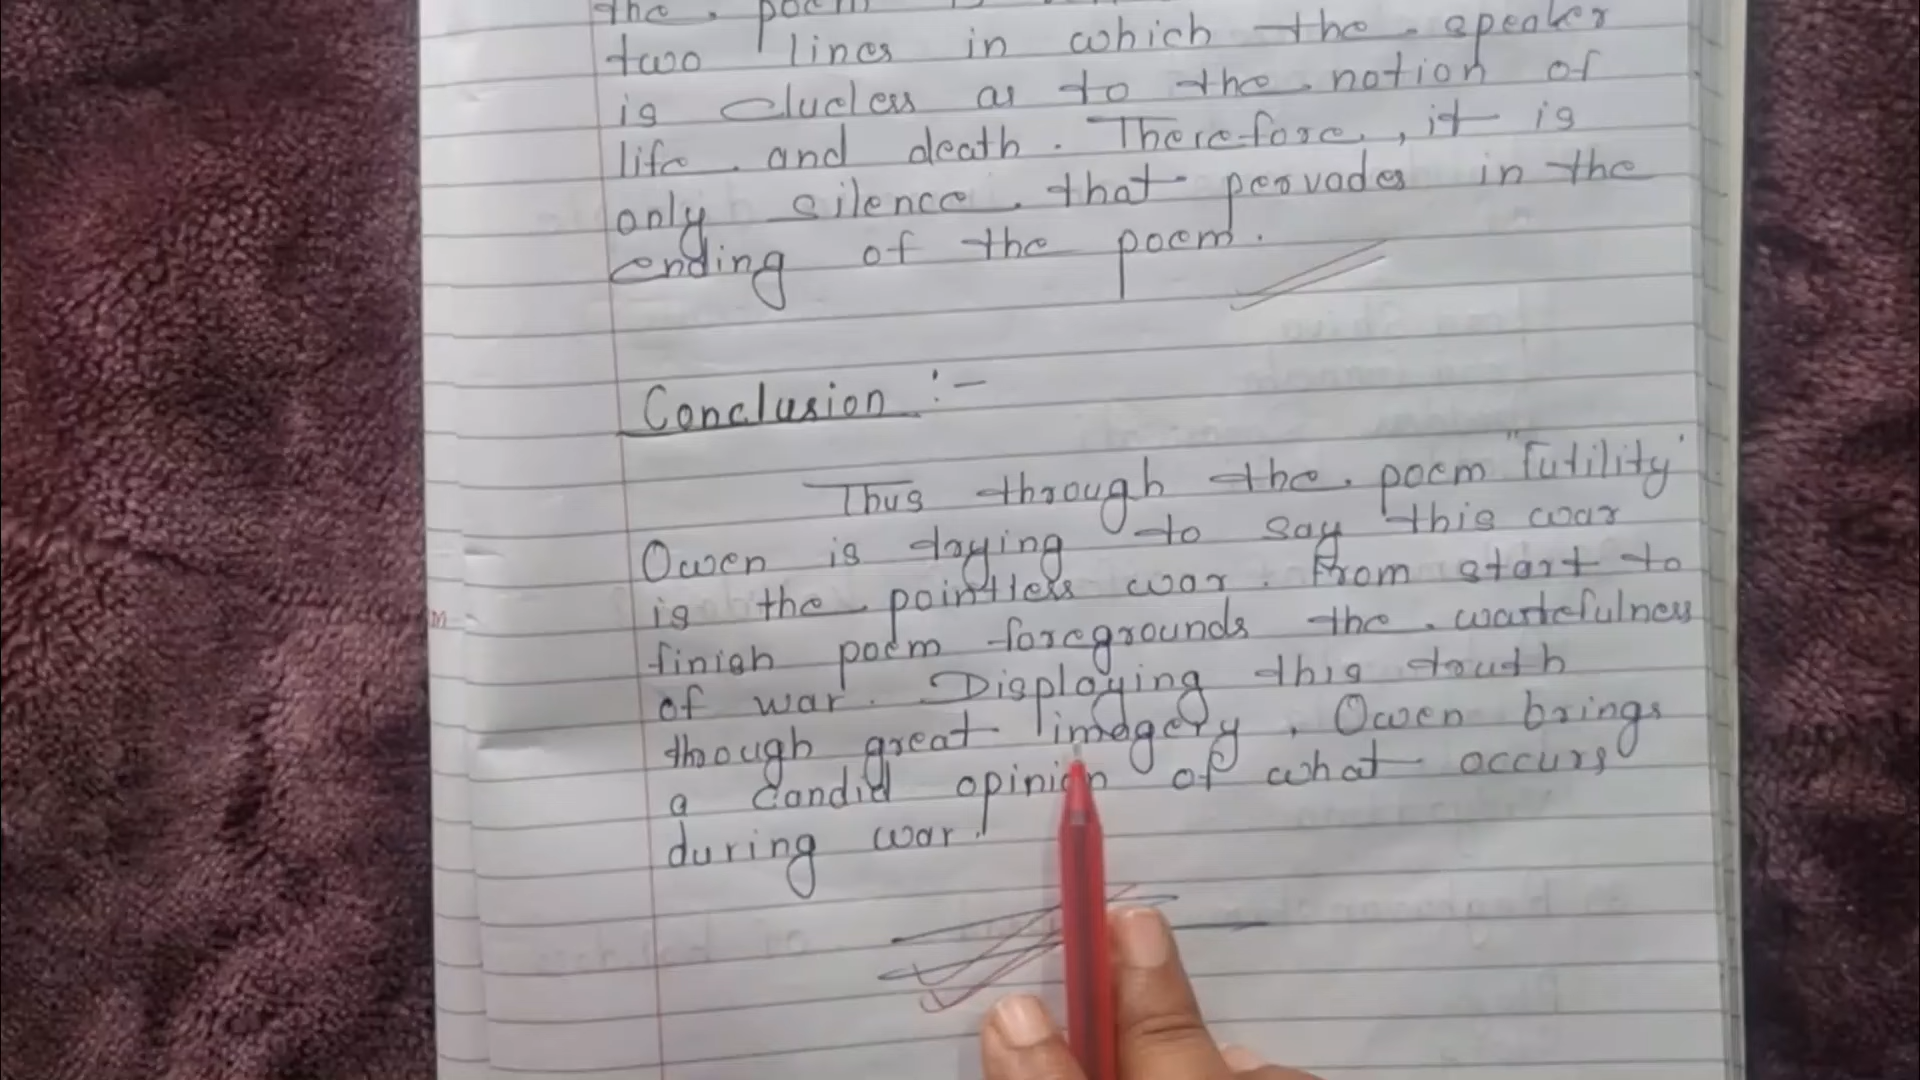 the poem
two lines in which the speaker
is clueless as to the notion of
life and death. Therefore, it is
only silence that pervades in the
ending of the poem.
Conclusion :-
Thus through the poem "Futility"
Owen is trying to say this war
is the pointless war. From start to
finish poem foregrounds the wastefulness
of war. Displaying this truth
through great imagery, Owen brings
a candid opinion of what occurs
during war.